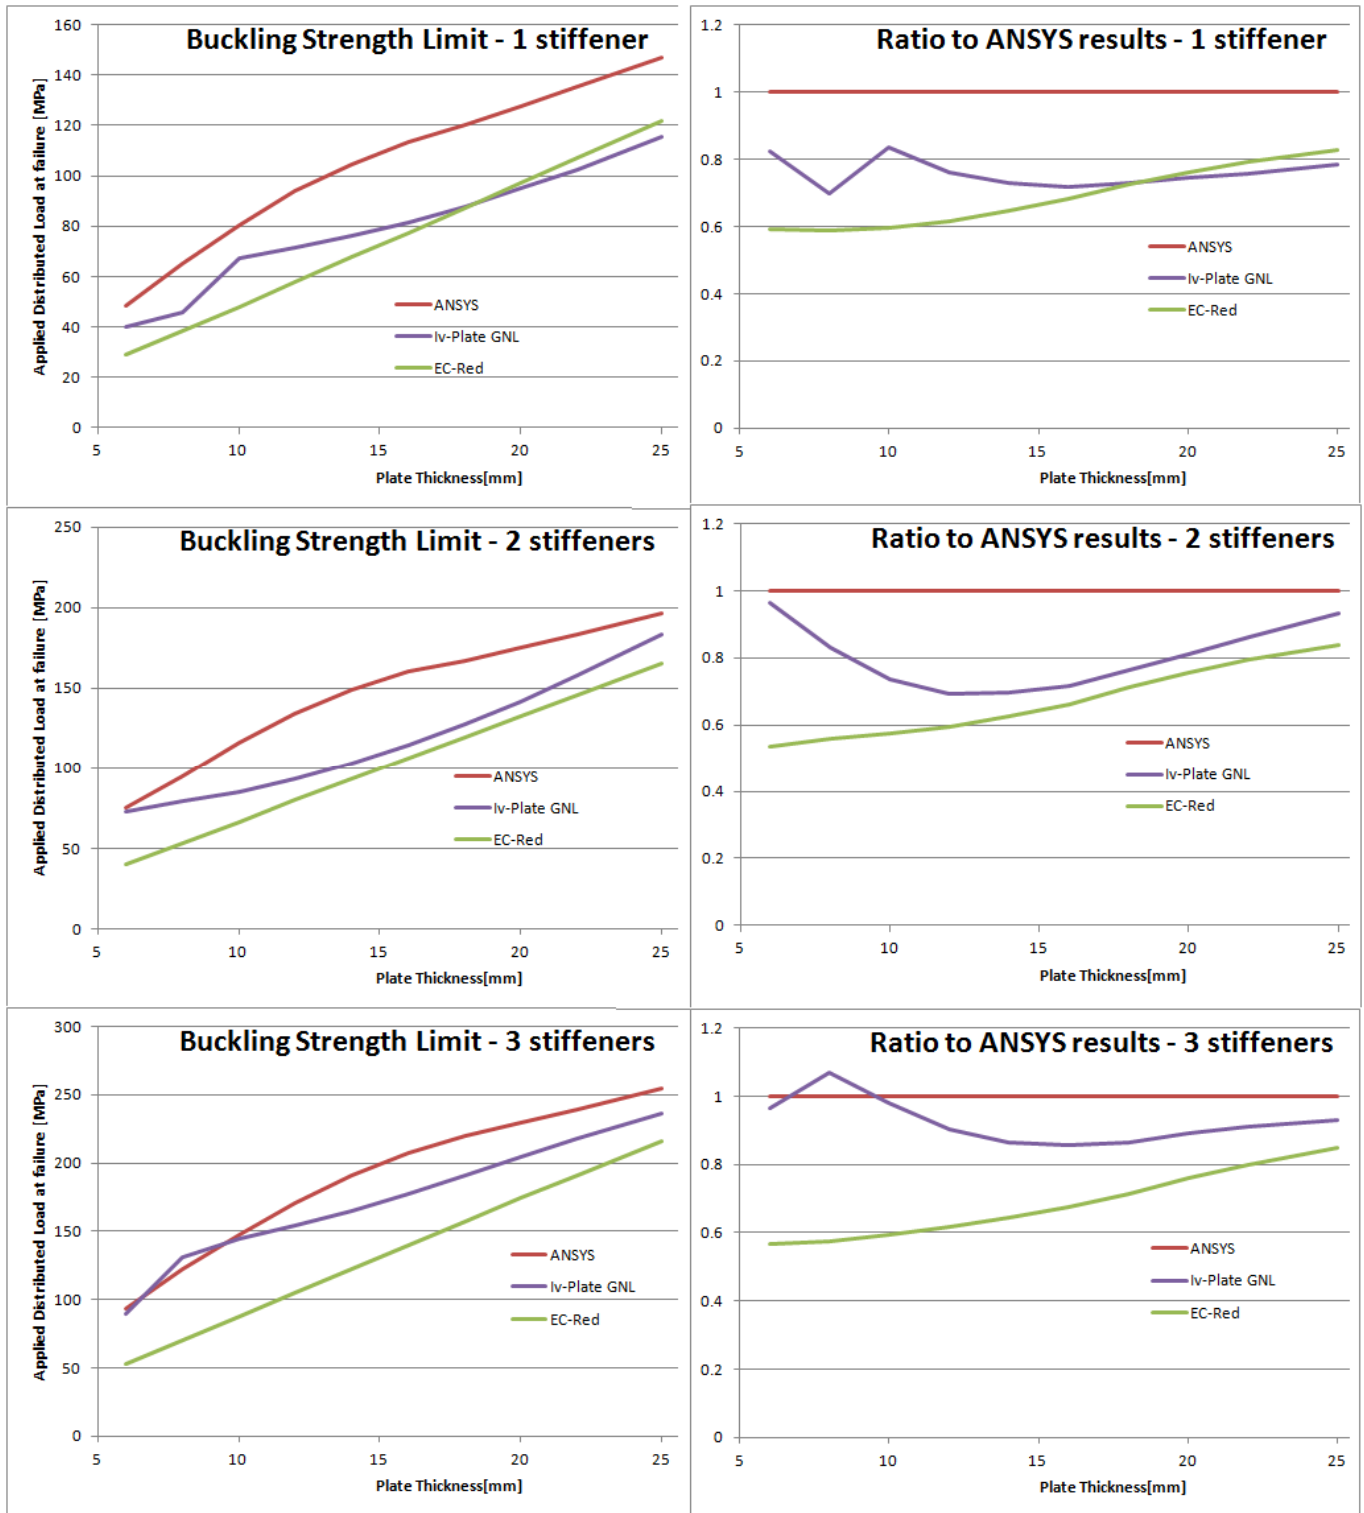 Buckling Strength Limit - 1 stiffener
Applied Distributed Load at failure [MPa]
160
140
120
100
80
60
40
20
0
ANSYS
Iv-Plate GNL
EC-Red
5
10
15
20
25
Plate Thickness[mm]
Ratio to ANSYS results - 1 stiffener
1.2
1
0.8
0.6
0.4
0.2
0
ANSYS
Iv-Plate GNL
EC-Red
5
10
15
20
25
Plate Thickness[mm]
Buckling Strength Limit - 2 stiffeners
Applied Distributed Load at failure [MPa]
250
200
150
100
50
0
ANSYS
Iv-Plate GNL
EC-Red
5
10
15
20
25
Plate Thickness[mm]
Ratio to ANSYS results - 2 stiffeners
1.2
1
0.8
0.6
0.4
0.2
0
ANSYS
Iv-Plate GNL
EC-Red
5
10
15
20
25
Plate Thickness[mm]
Buckling Strength Limit - 3 stiffeners
Applied Distributed Load at failure [MPa]
300
250
200
150
100
50
0
ANSYS
Iv-Plate GNL
EC-Red
5
10
15
20
25
Plate Thickness[mm]
Ratio to ANSYS results - 3 stiffeners
1.2
1
0.8
0.6
0.4
0.2
0
ANSYS
Iv-Plate GNL
EC-Red
5
10
15
20
25
Plate Thickness[mm]